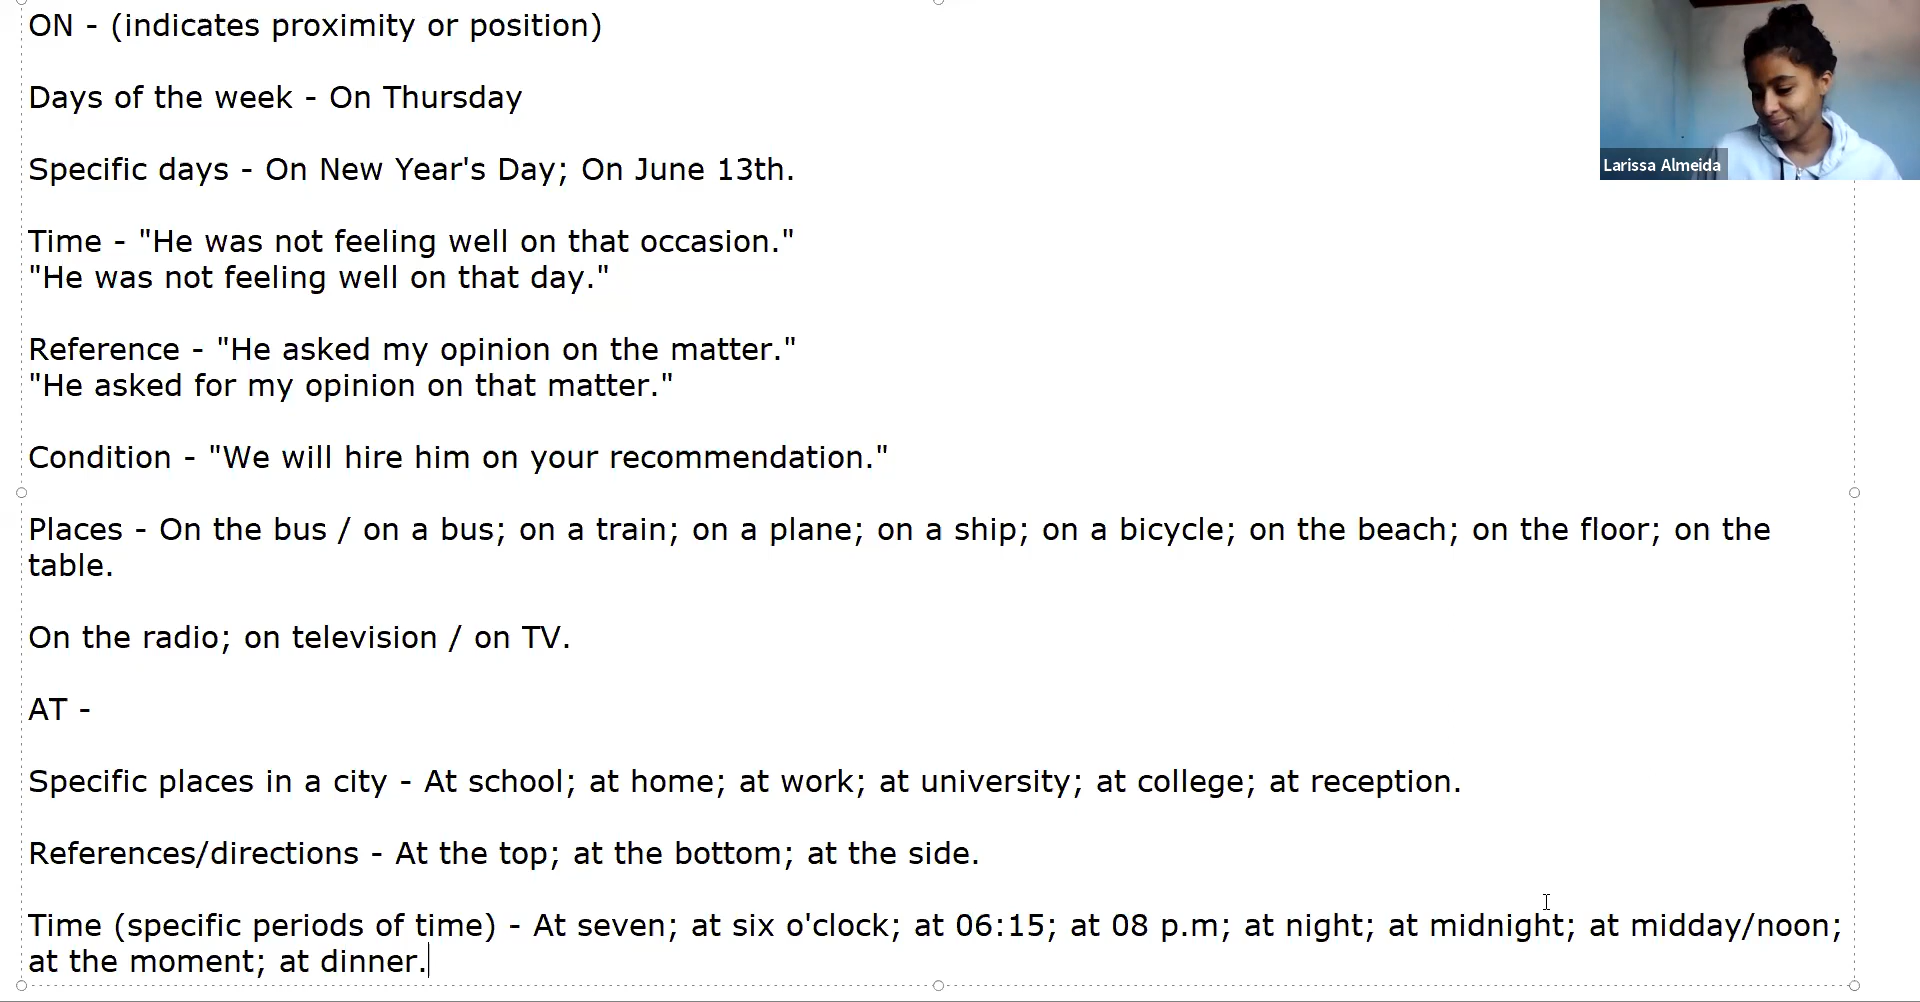 ON - (indicates proximity or position)
Days of the week - On Thursday
Specific days - On New Year's Day; On June 13th.
Time - "He was not feeling well on that occasion."
"He was not feeling well on that day."
Reference - "He asked my opinion on the matter."
"He asked for my opinion on that matter."
Condition - "We will hire him on your recommendation."
Places - On the bus / on a bus; on a train; on a plane; on a ship; on a bicycle; on the beach; on the floor; on the
table.
On the radio; on television / on TV.
AT -
Specific places in a city - At school; at home; at work; at university; at college; at reception.
References/directions - At the top; at the bottom; at the side.
Time (specific periods of time) - At seven; at six o'clock; at 06:15; at 08 p.m; at night; at midnight; at midday/noon;
at the moment; at dinner.
Larissa Almeida